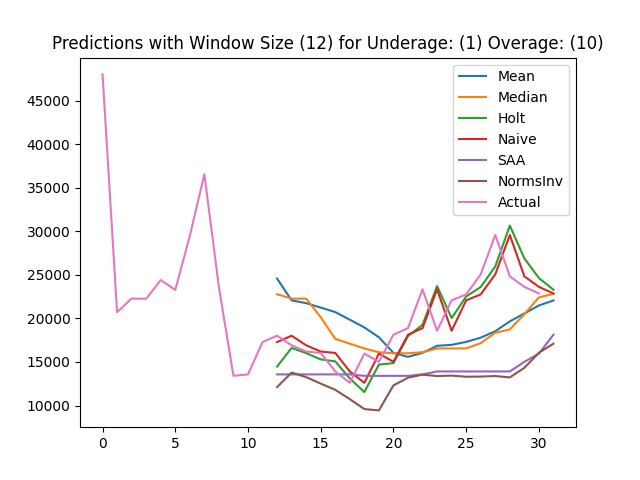 Predictions with Window Size (12) for Underage: (1) Overage: (10)
Mean
Median
Holt
Naive
SAA
NormsInv
Actual
45000
40000
35000
30000
25000
20000
15000
10000
0 5 10 15 20 25 30